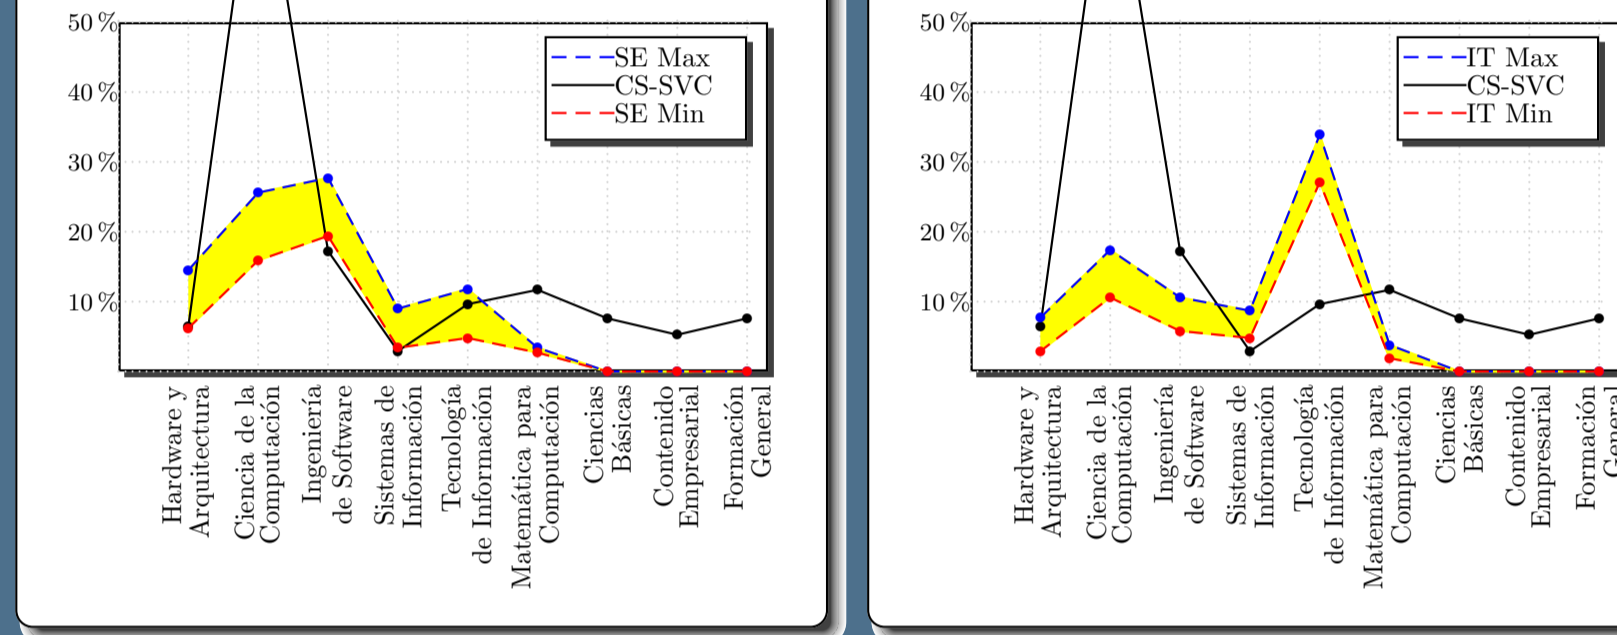 50 %
40 %
30 %
20 %
10 %
SE Max
CS-SVC
SE Min
Hardware y
Arquitectura
Ciencia de la
Computación
Ingeniería
de Software
Sistemas de
Información
Tecnología
de Información
Matemática para
Computación
Ciencias
Básicas
Contenido
Empresarial
Formación
General
50 %
40 %
30 %
20 %
10 %
IT Max
CS-SVC
IT Min
Hardware y
Arquitectura
Ciencia de la
Computación
Ingeniería
de Software
Sistemas de
Información
Tecnología
de Información
Matemática para
Computación
Ciencias
Básicas
Contenido
Empresarial
Formación
General